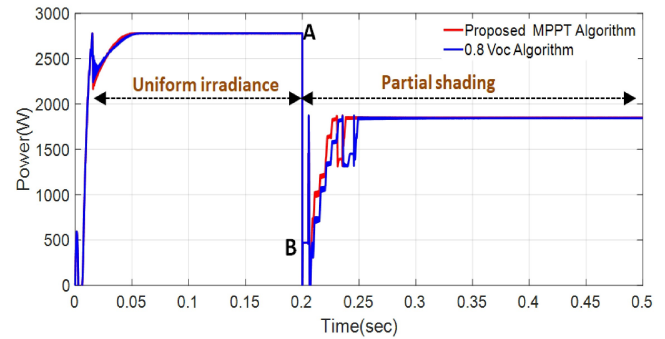 Proposed MPPT Algorithm
0.8 Voc Algorithm
A
Uniform irradiance
Partial shading
B
Power(W)
3000
2500
2000
1500
1000
500
0
0 0.05 0.1 0.15 0.2 0.25 0.3 0.35 0.4 0.45 0.5
Time(sec)